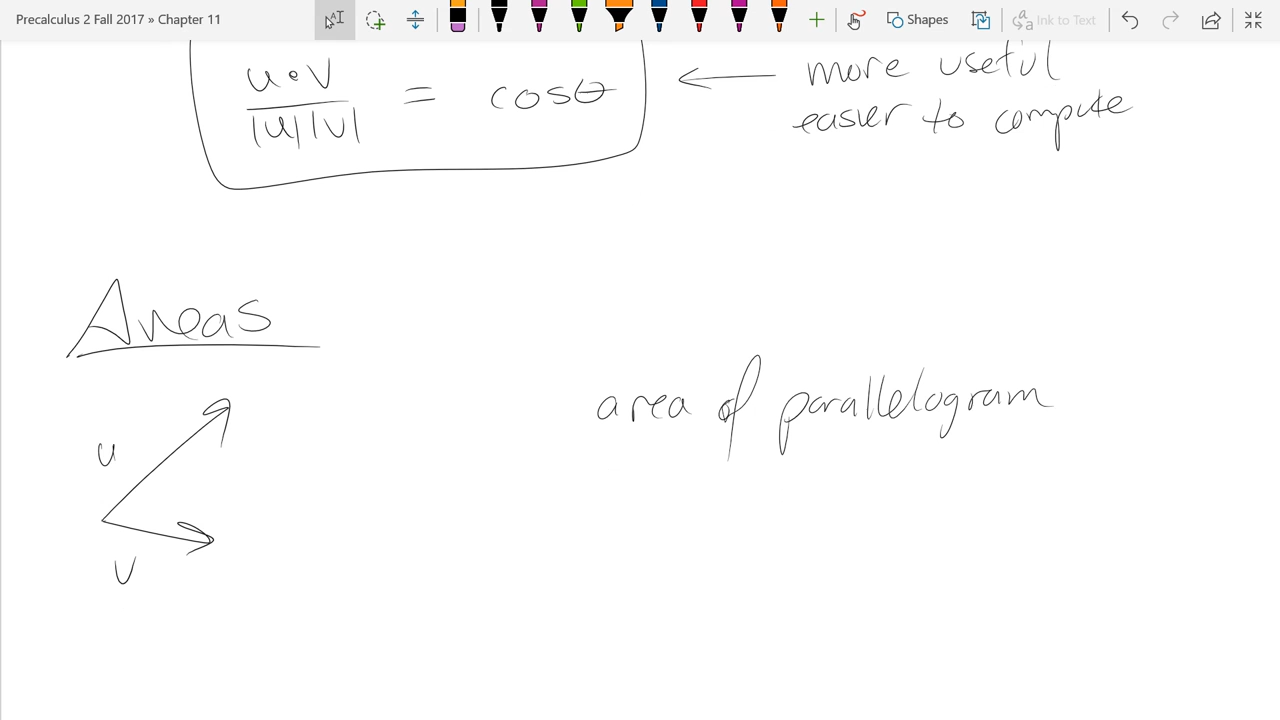 Precalculus 2 Fall 2017 » Chapter 11
Shapes
Ink to Text
u•v
|u||v|
= cosθ
more useful
easier to compute
Areas
area of parallelogram
u
v